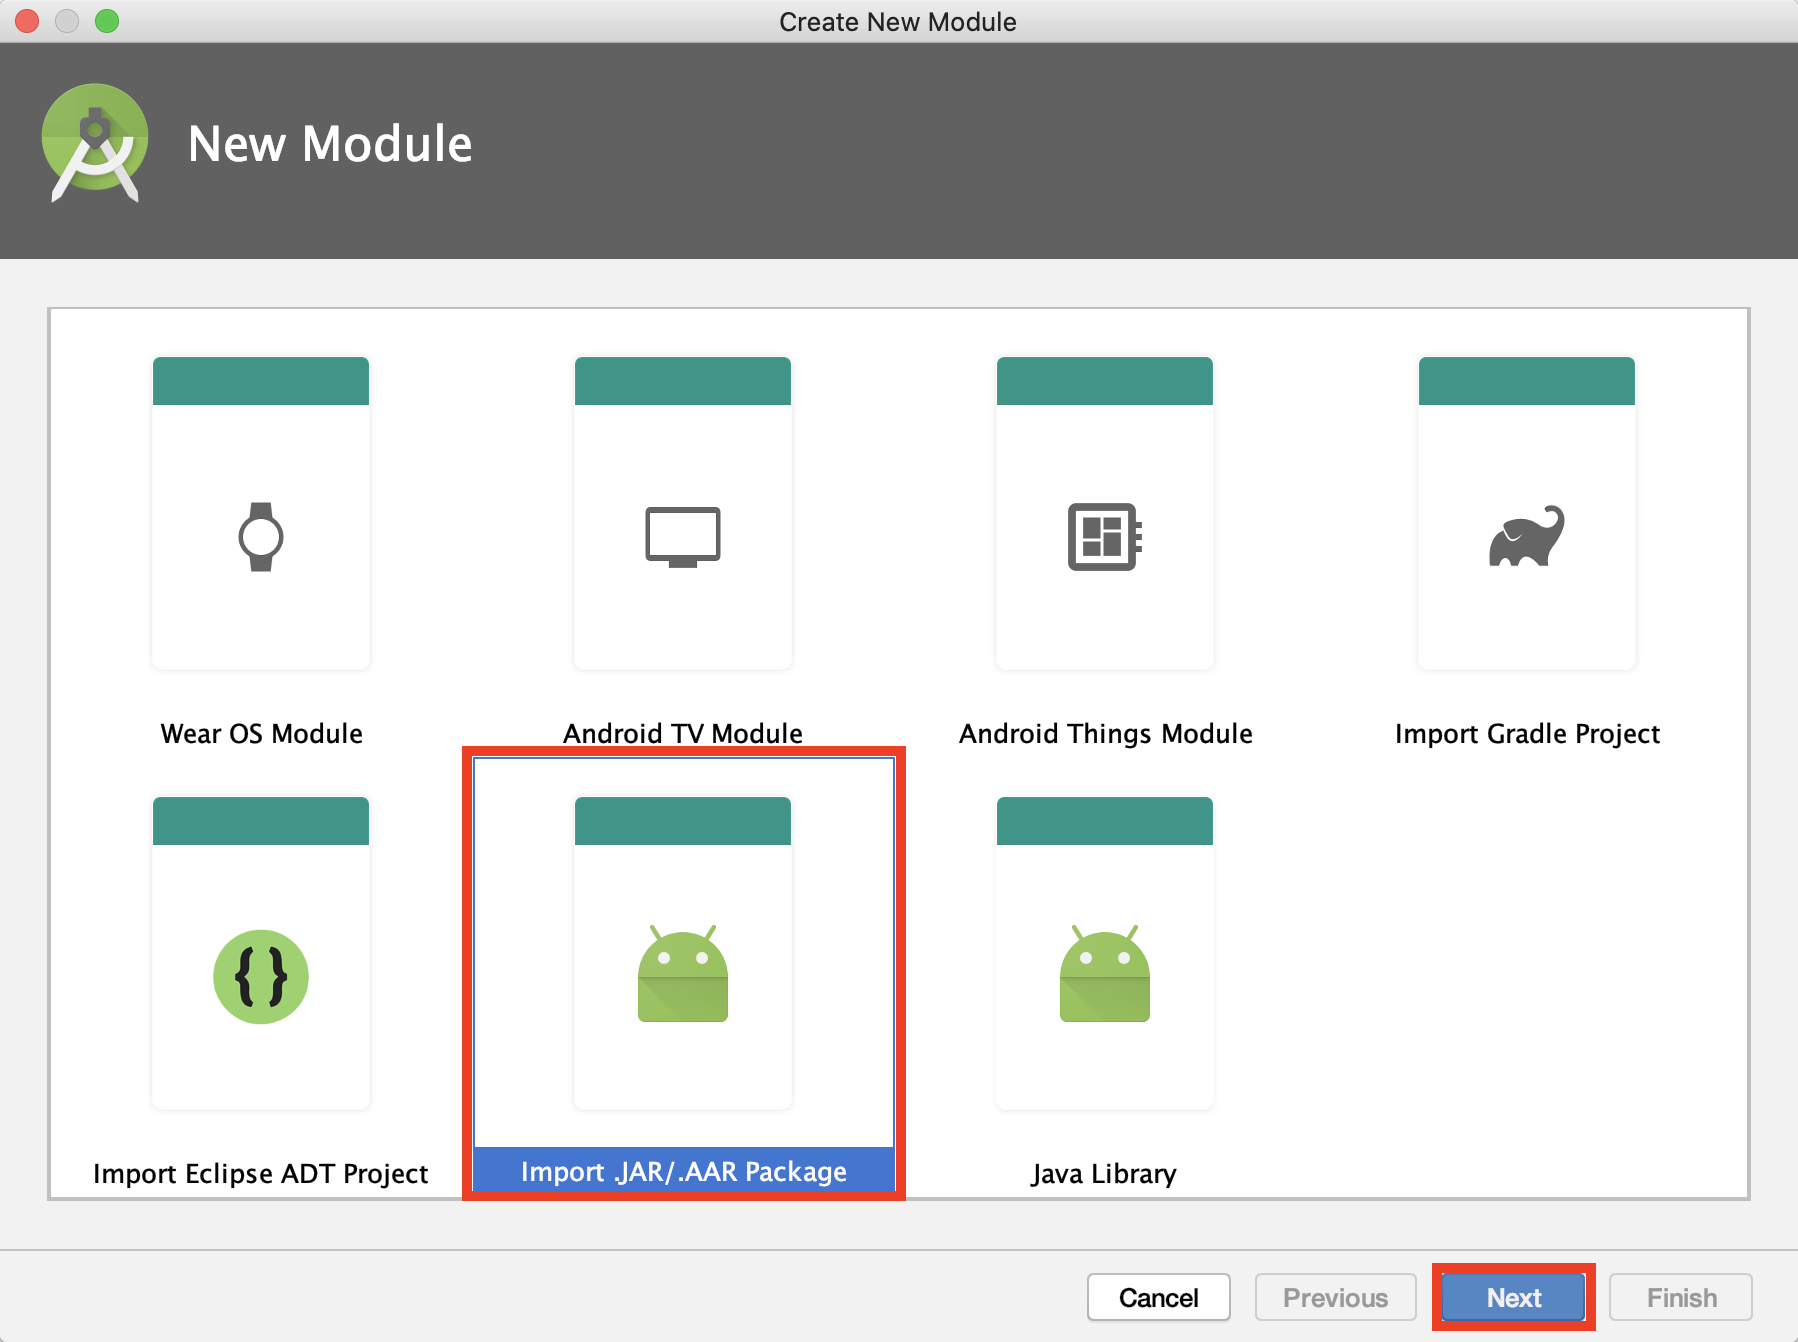 Create New Module
New Module
Wear OS Module
Android TV Module
Android Things Module
Import Gradle Project
{}
Import Eclipse ADT Project
Import .JAR/.AAR Package
Java Library
Cancel
Previous
Next
Finish